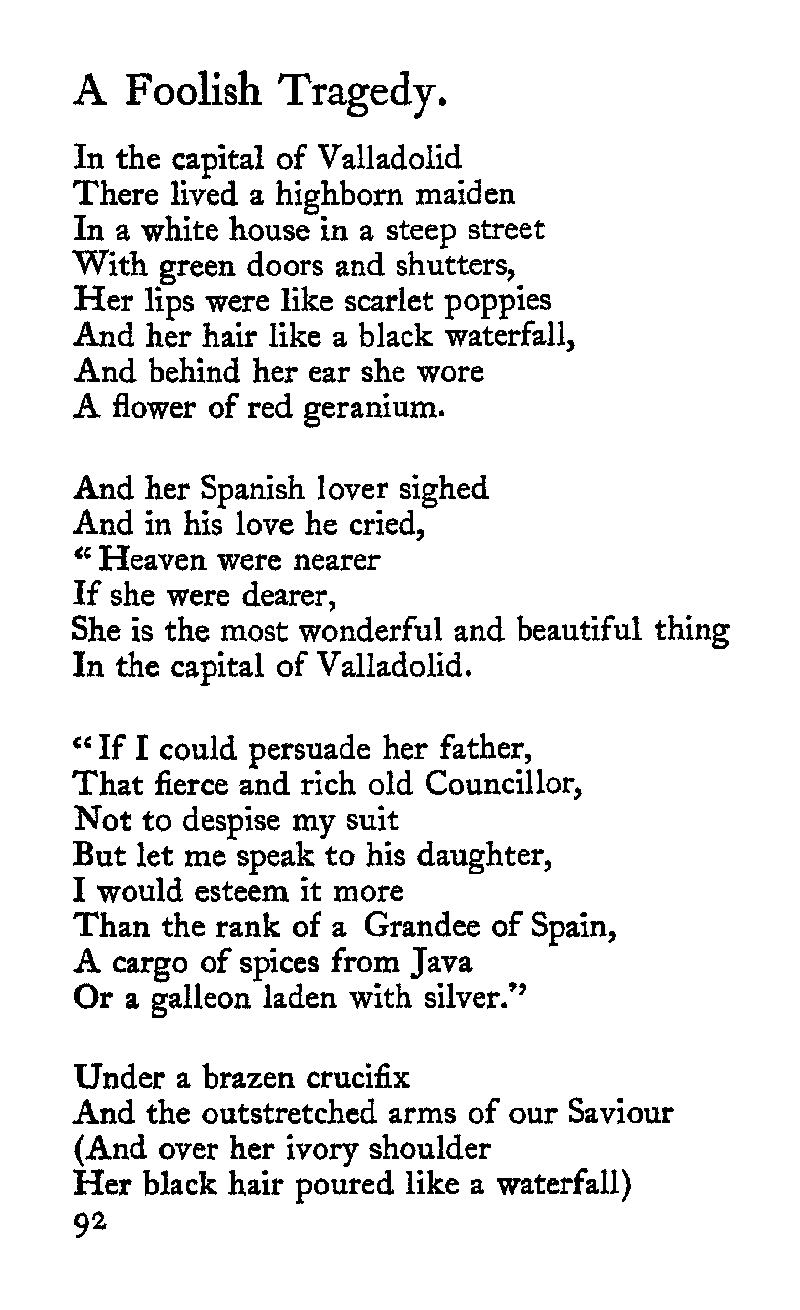 A Foolish Tragedy.
In the capital of Valladolid
There lived a highborn maiden
In a white house in a steep street
With green doors and shutters,
Her lips were like scarlet poppies
And her hair like a black waterfall,
And behind her ear she wore
A flower of red geranium.
And her Spanish lover sighed
And in his love he cried,
“ Heaven were nearer
If she were dearer,
She is the most wonderful and beautiful thing
In the capital of Valladolid.
“ If I could persuade her father,
That fierce and rich old Councillor,
Not to despise my suit
But let me speak to his daughter,
I would esteem it more
Than the rank of a Grandee of Spain,
A cargo of spices from Java
Or a galleon laden with silver.”
Under a brazen crucifix
And the outstretched arms of our Saviour
(And over her ivory shoulder
Her black hair poured like a waterfall)
92